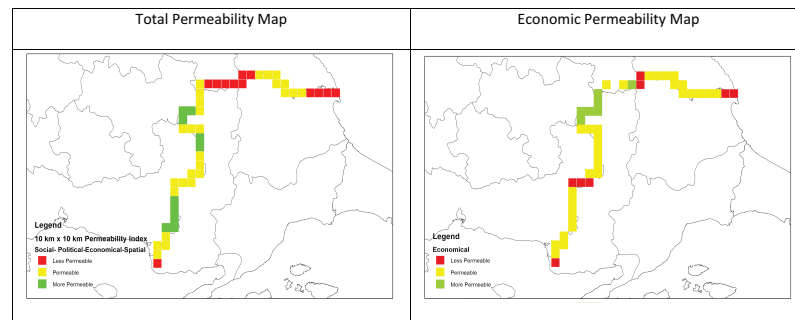 Total Permeability Map
Economic Permeability Map
Legend
10 km x 10 km Permeability Index
Social- Political-Economical-Spatial
Less Permeable
Permeable
More Permeable
Legend
Economical
Less Permeable
Permeable
More Permeable